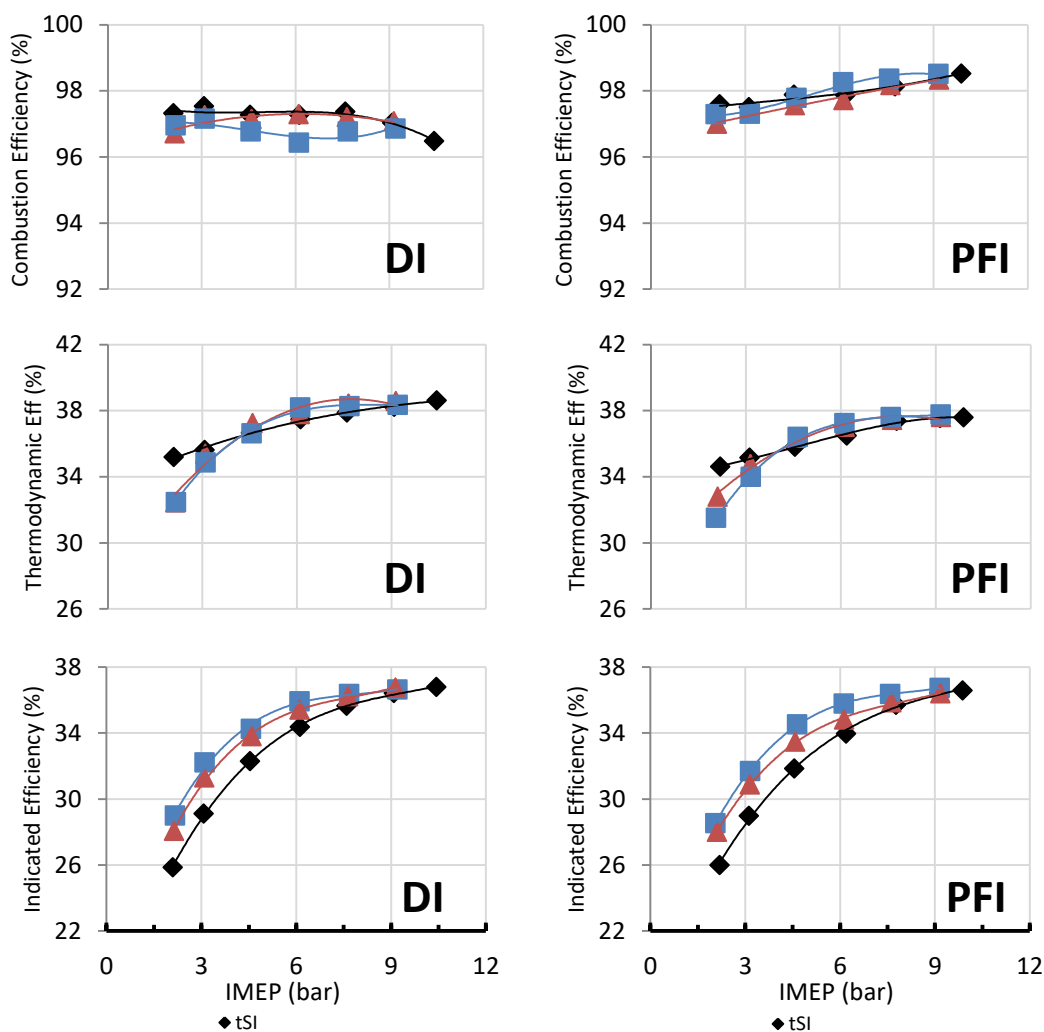 Combustion Efficiency (%)
100
98
96
94
92
DI
Combustion Efficiency (%)
100
98
96
94
92
PFI
Thermodynamic Eff (%)
42
38
34
30
26
DI
Thermodynamic Eff (%)
42
38
34
30
26
PFI
Indicated Efficiency (%)
38
34
30
26
22
DI
0 3 6 9 12
IMEP (bar)
tSI
Indicated Efficiency (%)
38
34
30
26
22
PFI
0 3 6 9 12
IMEP (bar)
tSI